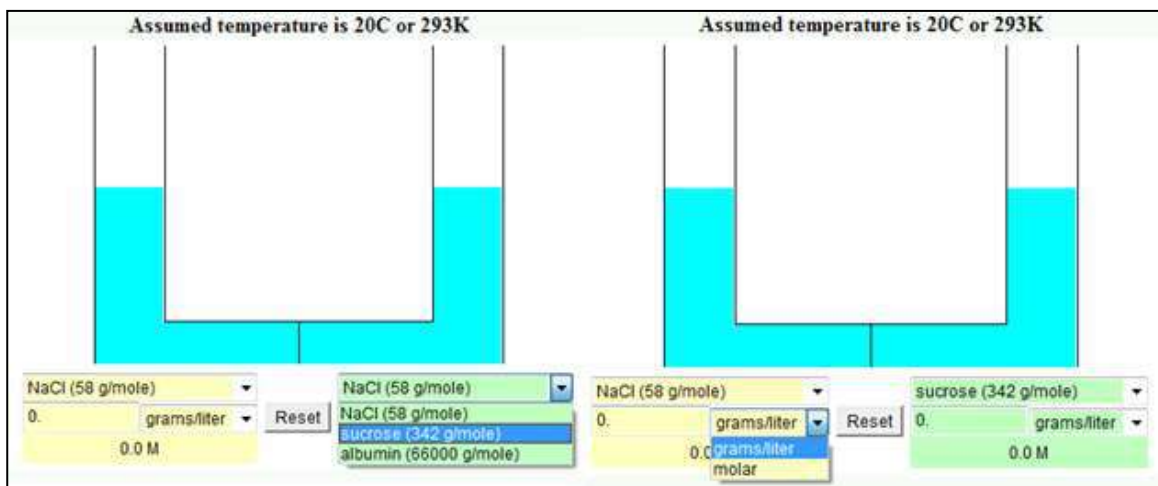 Assumed temperature is 20C or 293K
NaCl (58 g/mole)
NaCl (58 g/mole)
0.
grams/liter
Reset
NaCl (58 g/mole)
sucrose (342 g/mole)
albumin (66000 g/mole)
0.0 M
Assumed temperature is 20C or 293K
NaCl (58 g/mole)
sucrose (342 g/mole)
0.
grams/liter
Reset
0.
grams/liter
0.0
grams/liter
molar
0.0 M